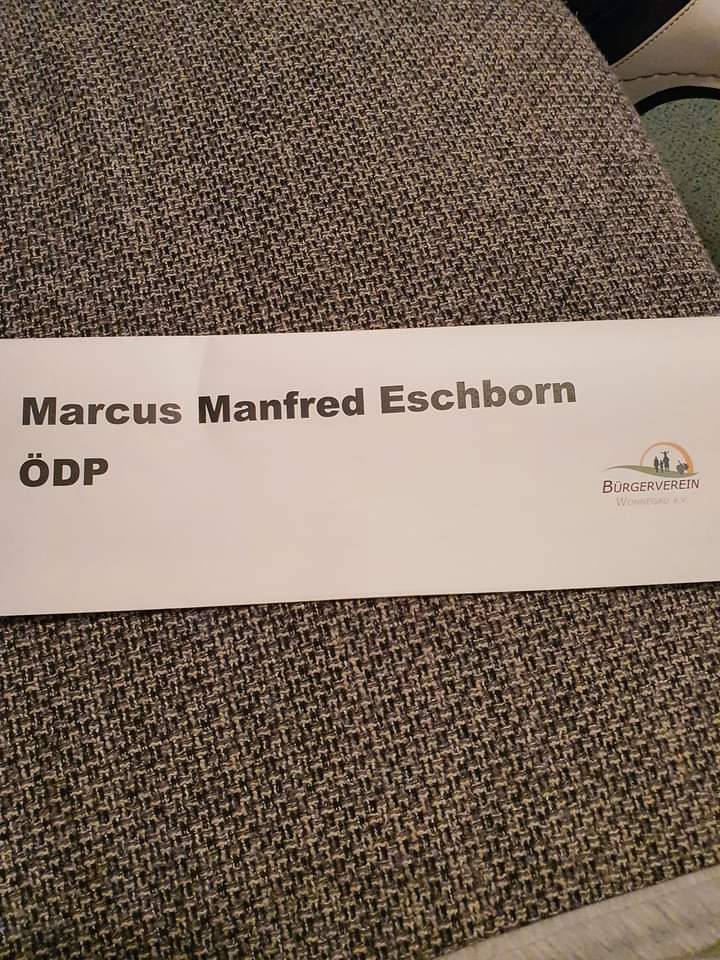 Marcus Manfred Eschborn
ÖDP
BÜRGERVEREIN
WONNEGAU e.V.